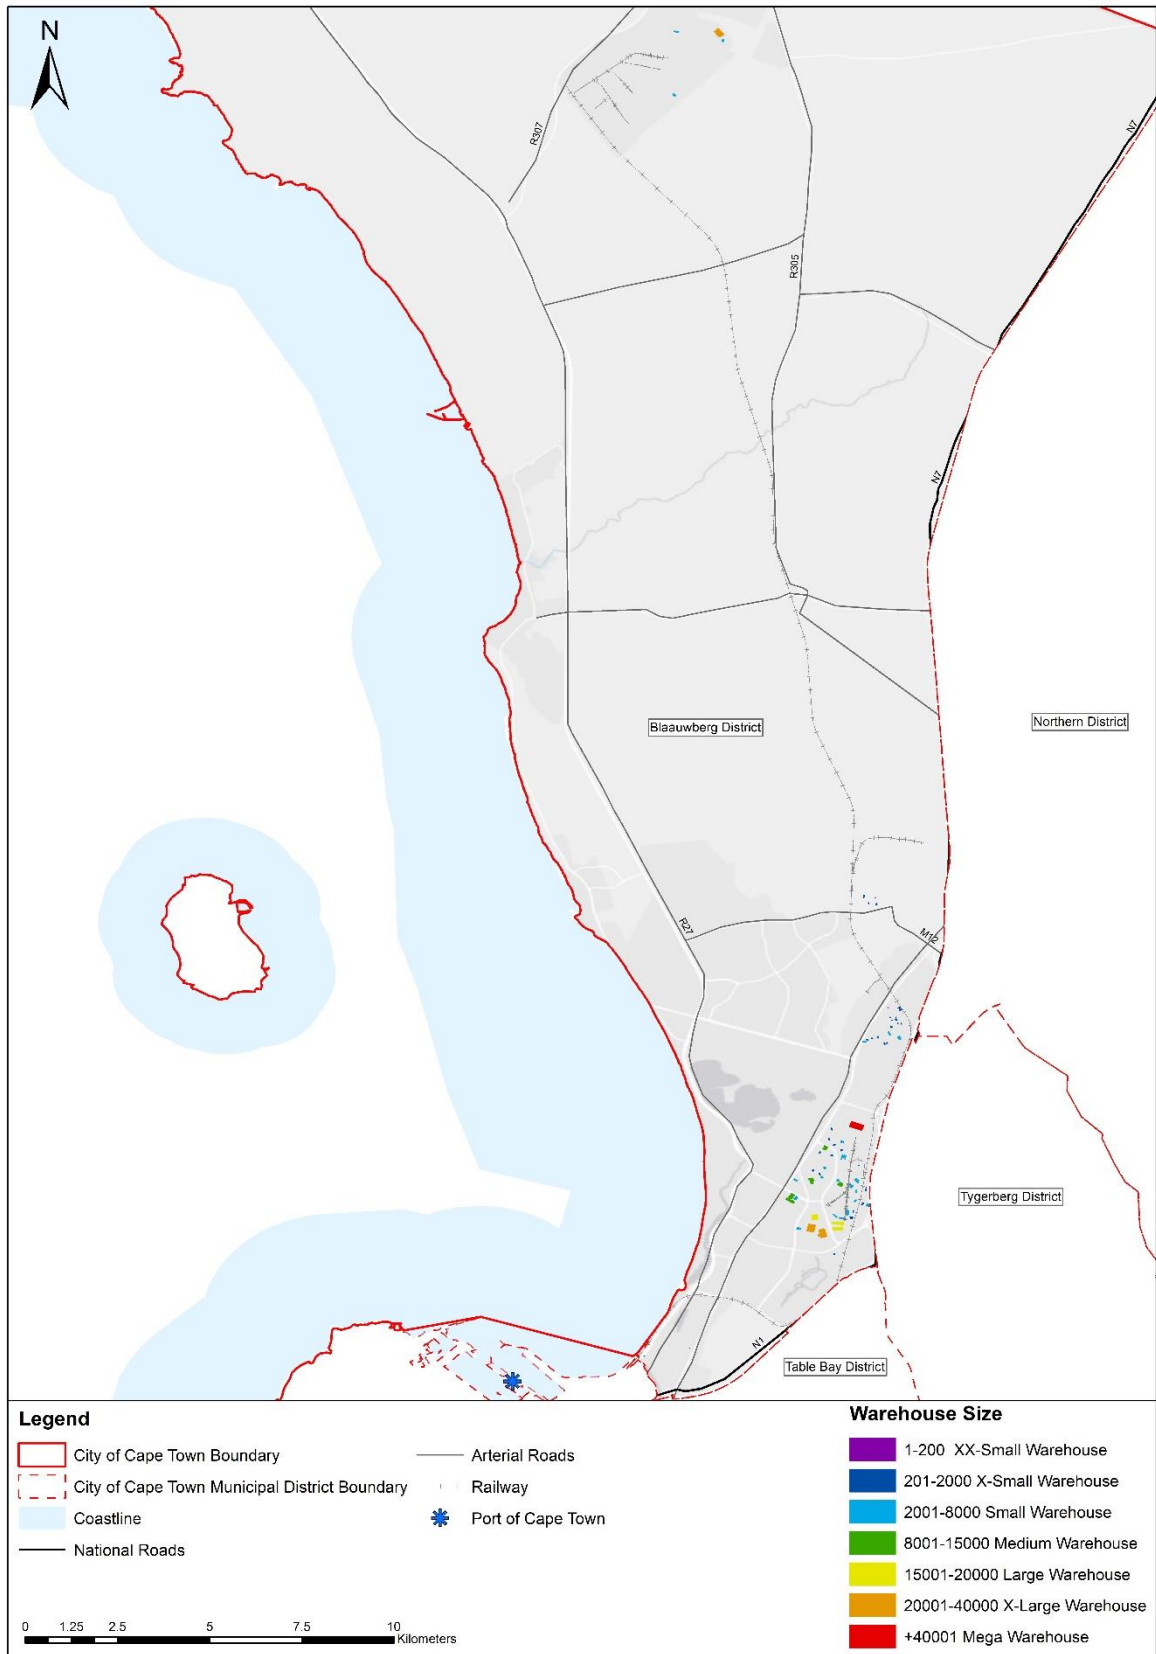 N
R307
N7
R305
N7
Blaauwberg District
Northern District
R27
M12
Tygerberg District
N1
Table Bay District
Legend
City of Cape Town Boundary
City of Cape Town Municipal District Boundary
Coastline
National Roads
Arterial Roads
Railway
Port of Cape Town
0 1.25 2.5 5 7.5 10
Kilometers
Warehouse Size
1-200 XX-Small Warehouse
201-2000 X-Small Warehouse
2001-8000 Small Warehouse
8001-15000 Medium Warehouse
15001-20000 Large Warehouse
20001-40000 X-Large Warehouse
+40001 Mega Warehouse